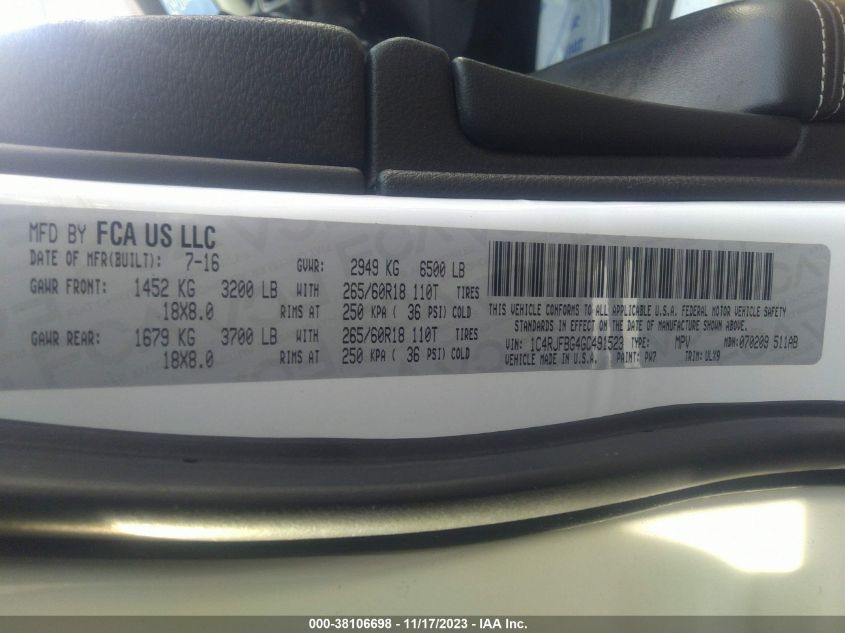 MFD BY FCA US LLC
DATE OF MFR(BUILT): 7-16 GVWR: 2949 KG 6500 LB
GAWR FRONT: 1452 KG 3200 LB WITH 265/60R18 110T TIRES
18X8.0 RIMS AT 250 KPA ( 36 PSI) COLD
GAWR REAR: 1679 KG 3700 LB WITH 265/60R18 110T TIRES
18X8.0 RIMS AT 250 KPA ( 36 PSI) COLD
THIS VEHICLE CONFORMS TO ALL APPLICABLE U.S.A. FEDERAL MOTOR VEHICLE SAFETY
STANDARDS IN EFFECT ON THE DATE OF MANUFACTURE SHOWN ABOVE.
VIN: 1C4RJFBG4GC491523 TYPE: MPV MDH: 070209 511AB
VEHICLE MADE IN U.S.A. PAINT: PW7 TRIM: ULX9
000-38106698 - 11/17/2023 - IAA Inc.